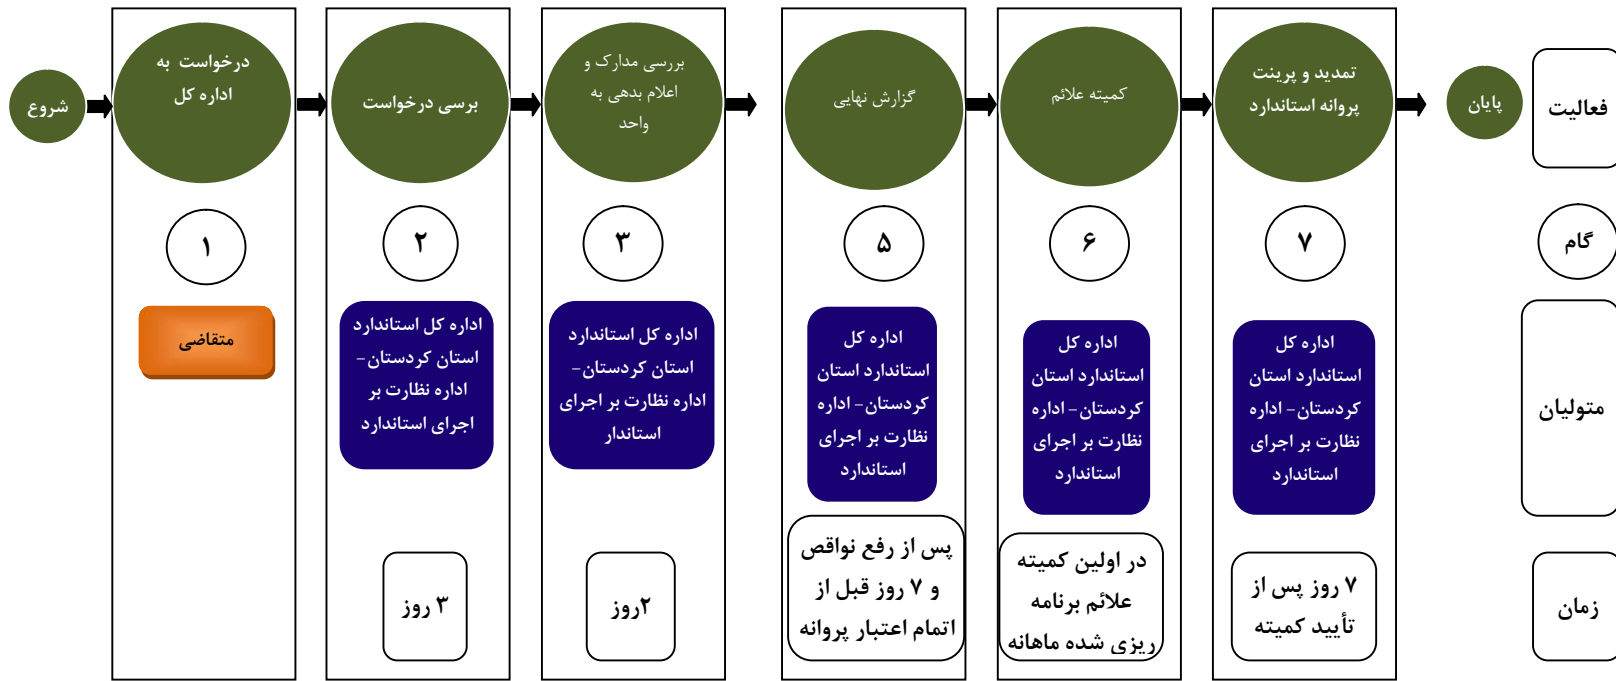 شروع
درخواست به
اداره کل
برسی درخواست
بررسی مدارک و
اعلام بدهی به
واحد
گزارش نهایی
کمیته علائم
تمدید و پرینت
پروانه استاندارد
پایان
فعالیت
۱
۲
۳
۵
۶
۷
گام
متقاضی
اداره کل استاندارد
استان کردستان-
اداره نظارت بر
اجرای استاندارد
اداره کل استاندارد
استان کردستان-
اداره نظارت بر اجرای
استاندار
اداره کل
استاندارد استان
کردستان- اداره
نظارت بر اجرای
استاندارد
اداره کل
استاندارد استان
کردستان- اداره
نظارت بر اجرای
استاندارد
اداره کل
استاندارد استان
کردستان- اداره
نظارت بر اجرای
استاندارد
متولیان
۳ روز
۲روز
پس از رفع نواقص
و ۷ روز قبل از
اتمام اعتبار پروانه
در اولین کمیته
علائم برنامه
ریزی شده ماهانه
۷ روز پس از
تأیید کمیته
زمان